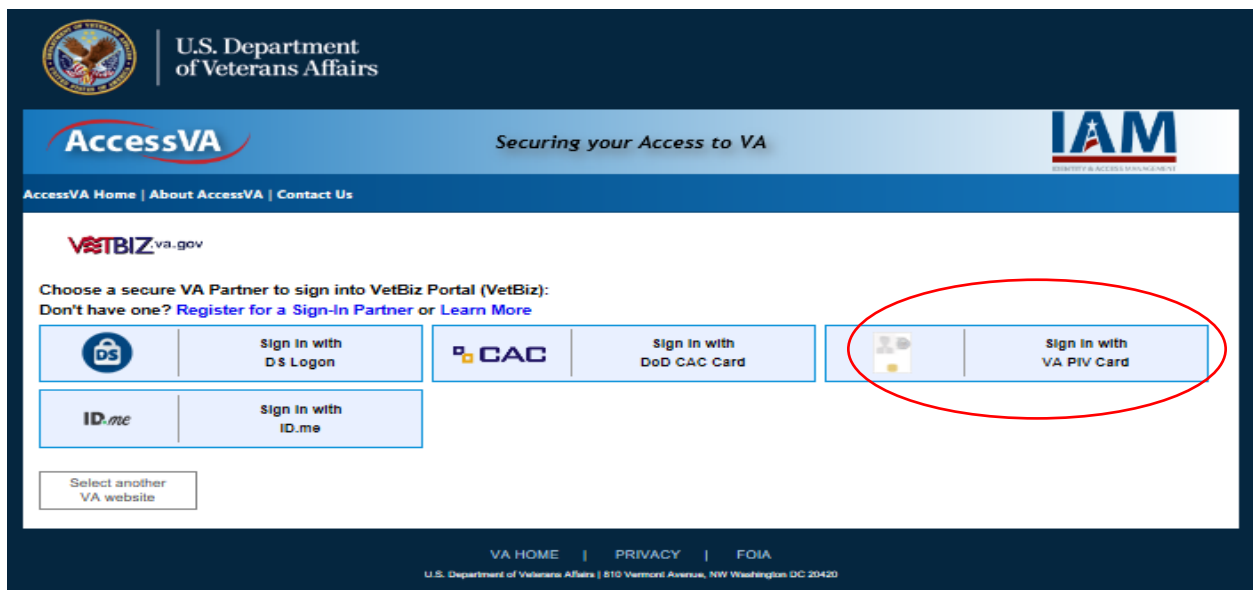 U.S. Department
of Veterans Affairs
AccessVA
Securing your Access to VA
IAM
IDENTITY & ACCESS MANAGEMENT
AccessVA Home | About AccessVA | Contact Us
VETBIZ.va.gov
Choose a secure VA Partner to sign into VetBiz Portal (VetBiz):
Don't have one? Register for a Sign-In Partner or Learn More
DS
Sign in with
DS Logon
CAC
Sign in with
DoD CAC Card
Sign in with
VA PIV Card
ID.me
Sign in with
ID.me
Select another
VA website
VA HOME | PRIVACY | FOIA
U.S. Department of Veterans Affairs | 810 Vermont Avenue, NW Washington DC 20420